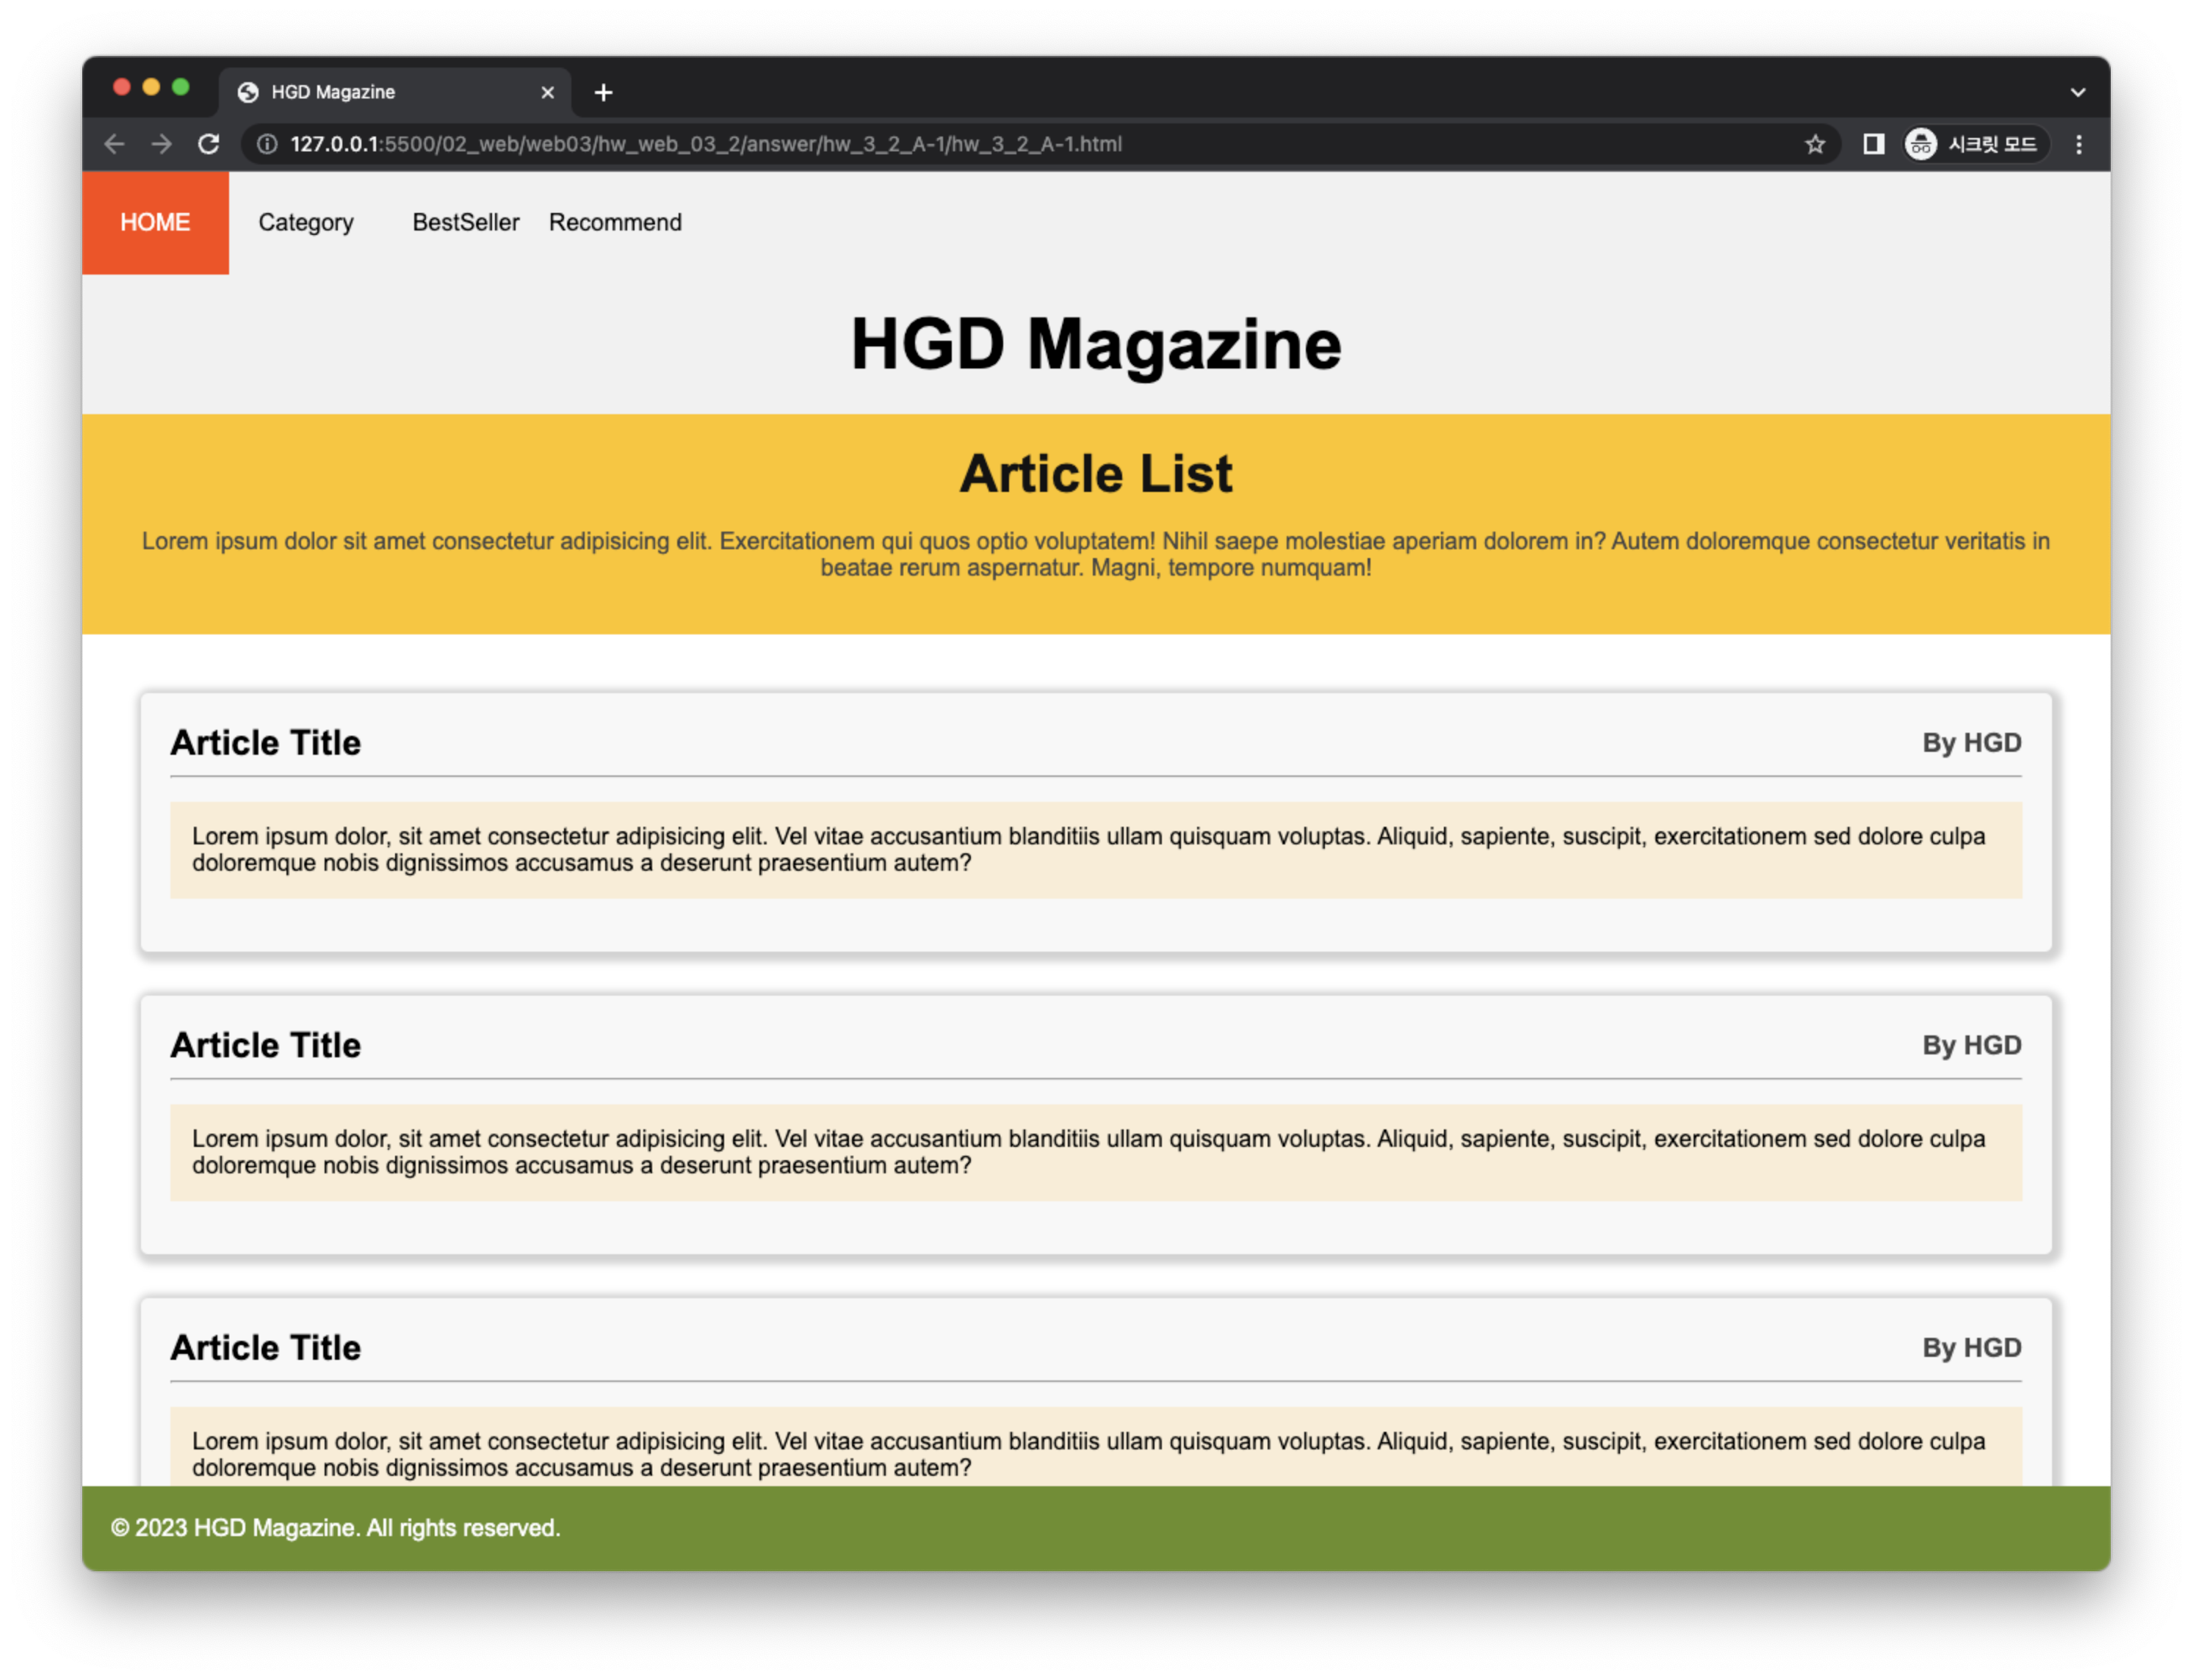 HGD Magazine
127.0.0.1:5500/02_web/web03/hw_web_03_2/answer/hw_3_2_A-1/hw_3_2_A-1.html
시크릿 모드
HOME Category BestSeller Recommend
HGD Magazine
Article List
Lorem ipsum dolor sit amet consectetur adipisicing elit. Exercitationem qui quos optio voluptatem! Nihil saepe molestiae aperiam dolorem in? Autem doloremque consectetur veritatis in
beatae rerum aspernatur. Magni, tempore numquam!
Article Title By HGD
Lorem ipsum dolor, sit amet consectetur adipisicing elit. Vel vitae accusantium blanditiis ullam quisquam voluptas. Aliquid, sapiente, suscipit, exercitationem sed dolore culpa
doloremque nobis dignissimos accusamus a deserunt praesentium autem?
Article Title By HGD
Lorem ipsum dolor, sit amet consectetur adipisicing elit. Vel vitae accusantium blanditiis ullam quisquam voluptas. Aliquid, sapiente, suscipit, exercitationem sed dolore culpa
doloremque nobis dignissimos accusamus a deserunt praesentium autem?
Article Title By HGD
Lorem ipsum dolor, sit amet consectetur adipisicing elit. Vel vitae accusantium blanditiis ullam quisquam voluptas. Aliquid, sapiente, suscipit, exercitationem sed dolore culpa
doloremque nobis dignissimos accusamus a deserunt praesentium autem?
© 2023 HGD Magazine. All rights reserved.